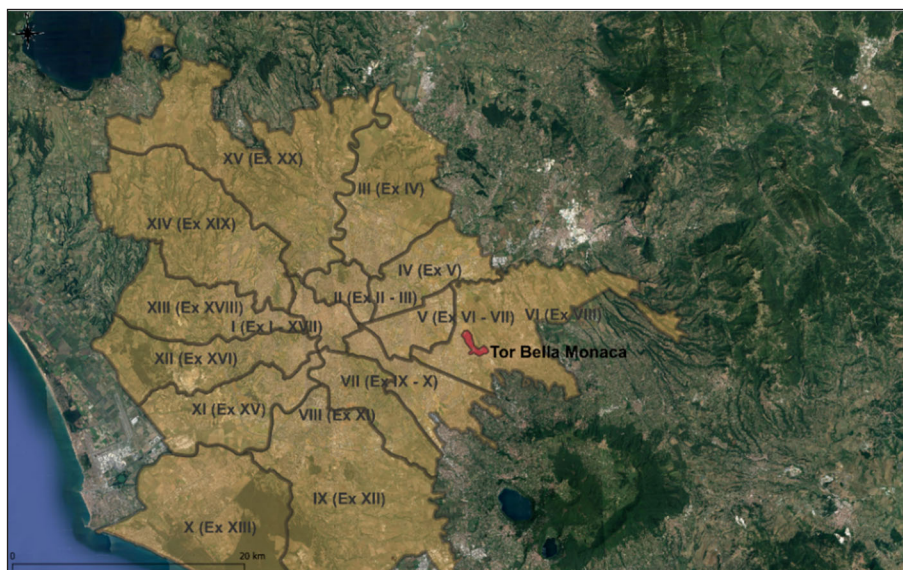 XV (Ex XX)
III (Ex IV)
XIV (Ex XIX)
IV (Ex V)
II (Ex II - III)
XIII (Ex XVIII)
V (Ex VI - VII)
VI (Ex VIII)
I (Ex I - XVII)
Tor Bella Monaca
XII (Ex XVI)
VII (Ex IX - X)
XI (Ex XV)
VIII (Ex XI)
IX (Ex XII)
X (Ex XIII)
0
20 km